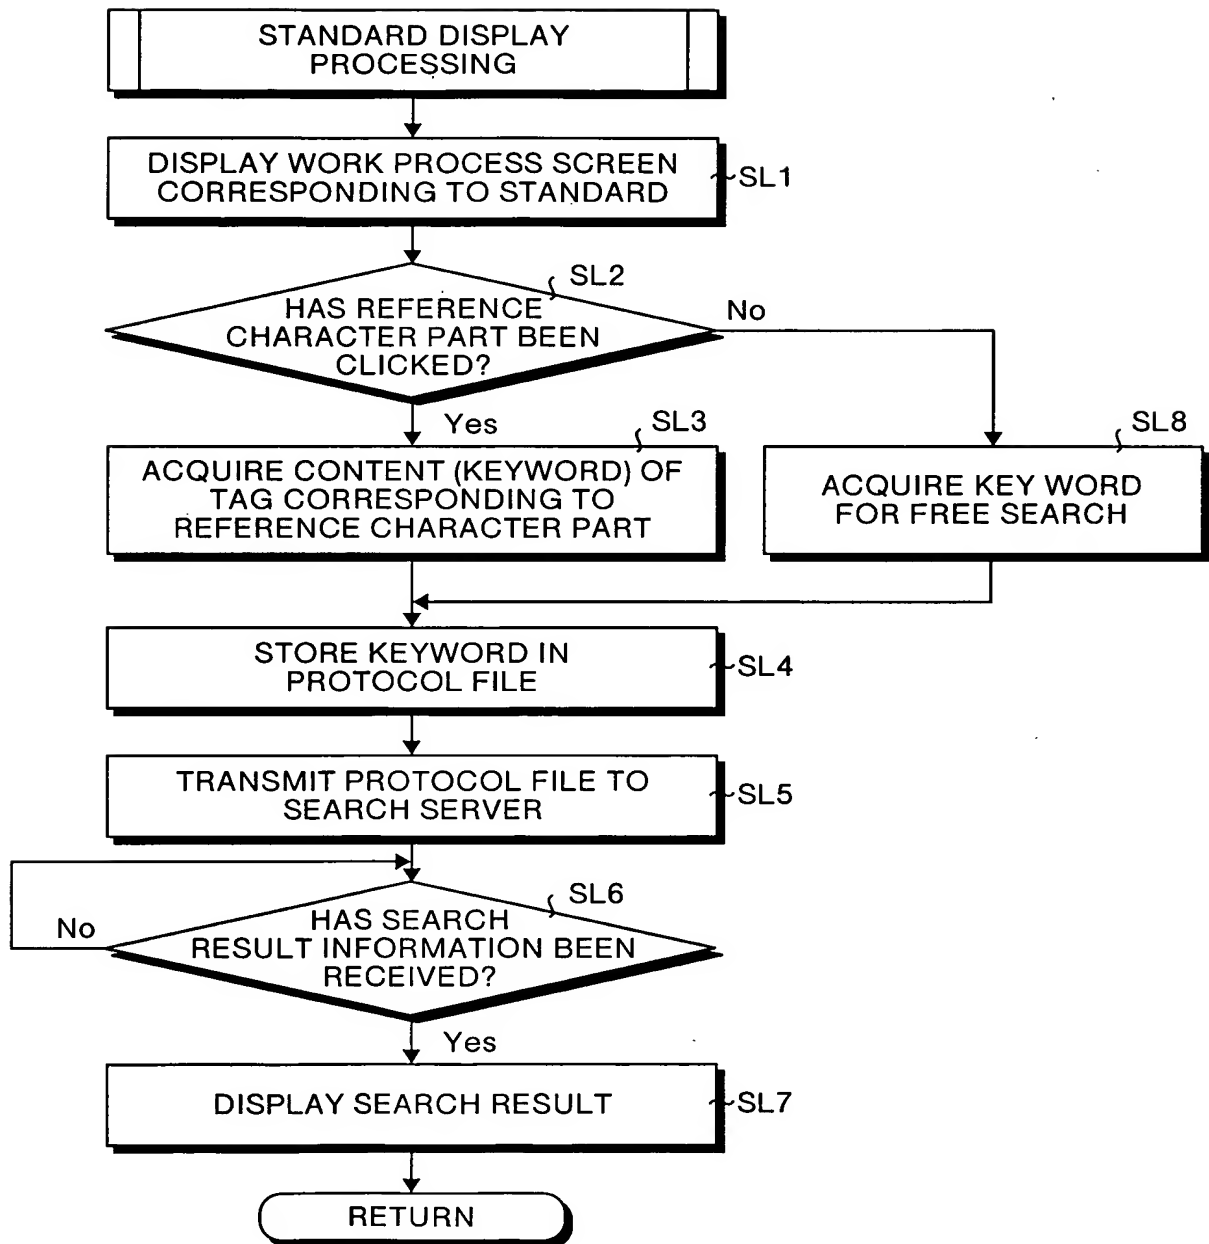 STANDARD DISPLAY
PROCESSING
DISPLAY WORK PROCESS SCREEN
CORRESPONDING TO STANDARD
SL1
SL2
HAS REFERENCE
CHARACTER PART BEEN
CLICKED?
No
Yes
SL3
ACQUIRE CONTENT (KEYWORD) OF
TAG CORRESPONDING TO
REFERENCE CHARACTER PART
SL8
ACQUIRE KEY WORD
FOR FREE SEARCH
STORE KEYWORD IN
PROTOCOL FILE
SL4
TRANSMIT PROTOCOL FILE TO
SEARCH SERVER
SL5
SL6
HAS SEARCH
RESULT INFORMATION BEEN
RECEIVED?
No
Yes
DISPLAY SEARCH RESULT
SL7
RETURN